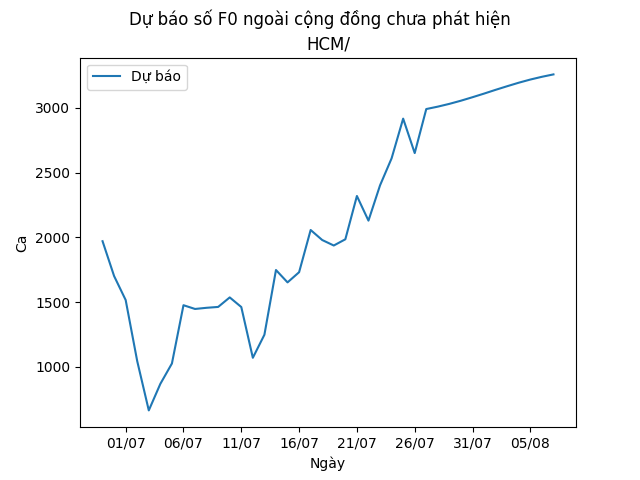 Dự báo số F0 ngoài cộng đồng chưa phát hiện
HCM/
Dự báo
3000
2500
2000
1500
1000
Ca
01/07 06/07 11/07 16/07 21/07 26/07 31/07 05/08
Ngày